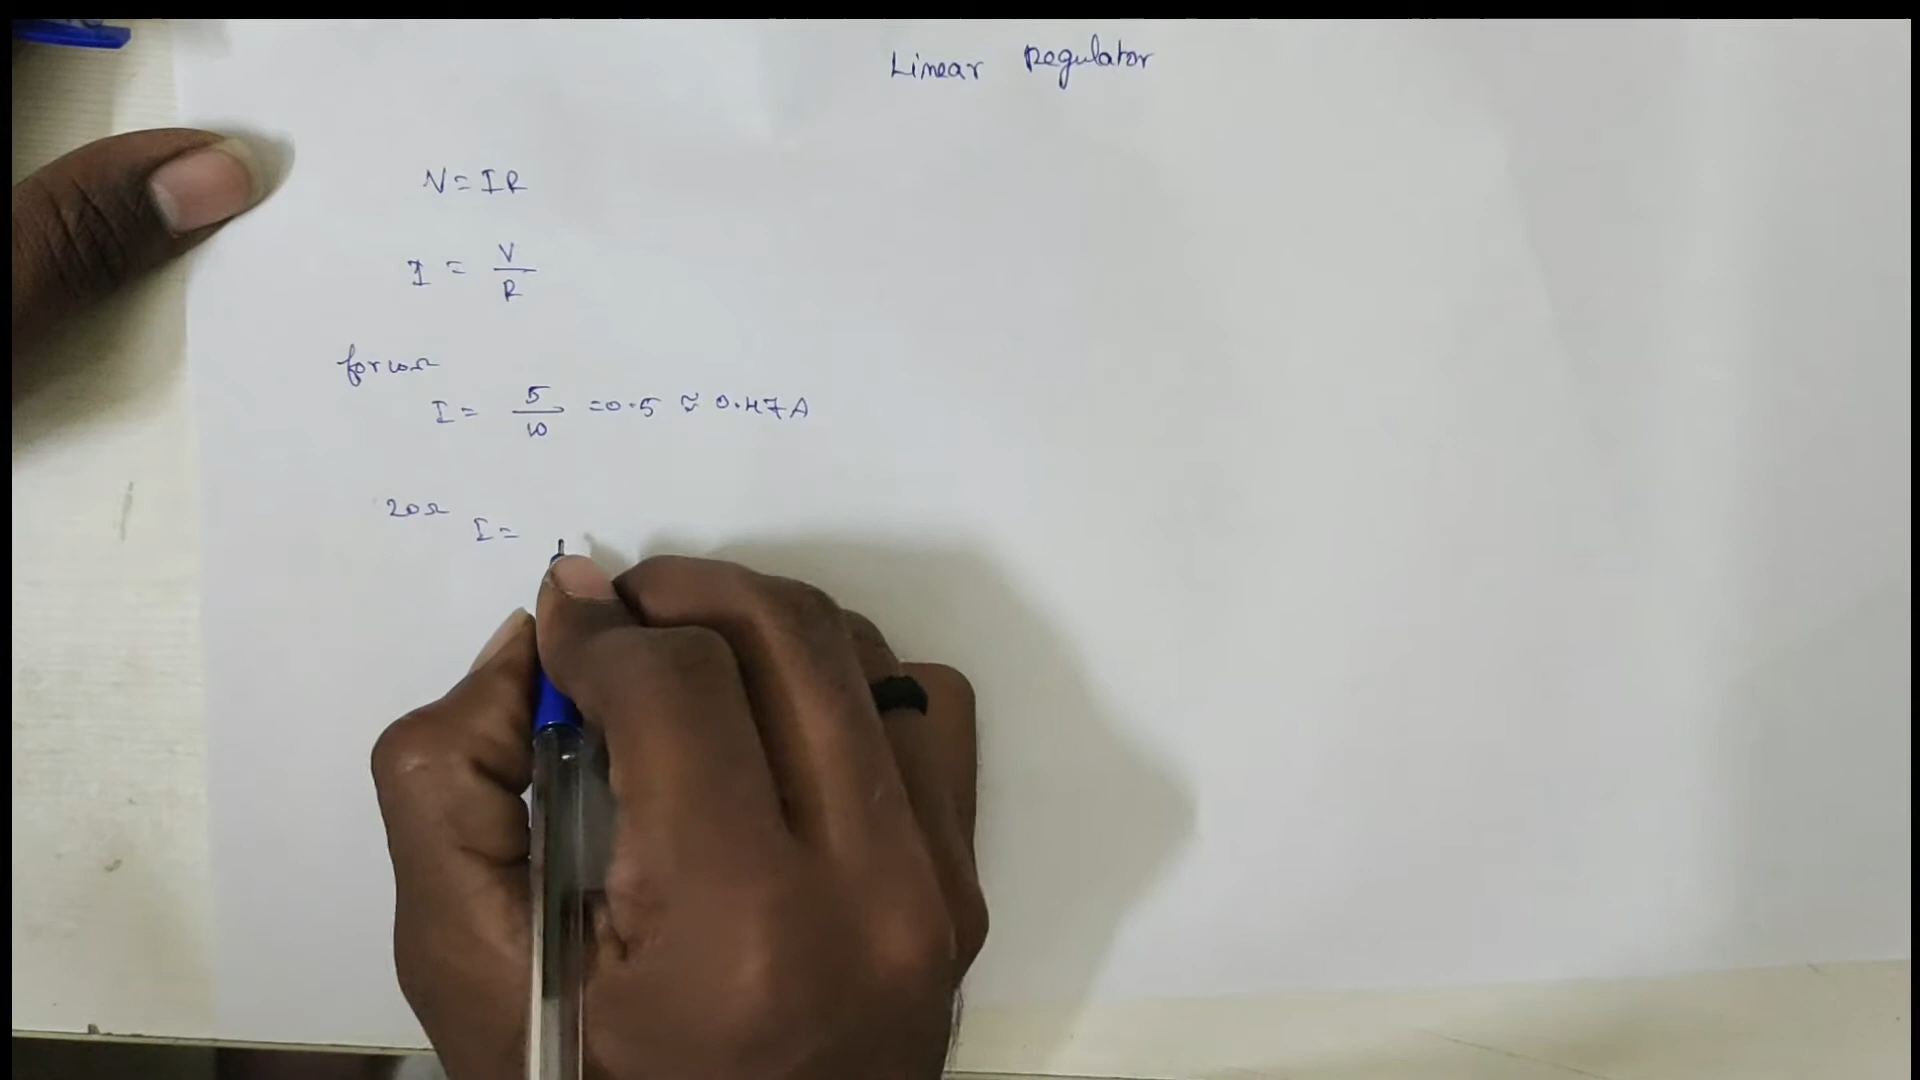 Linear Regulator
V = IR
I = V/R
for 10Ω
I = 5/10 = 0.5 ≈ 0.47A
20Ω
I =